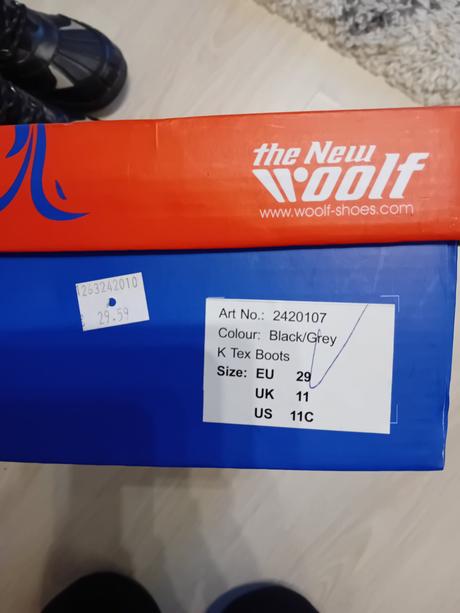 the New
Woolf
www.woolf-shoes.com
1263242010
29.59
Art No.: 2420107
Colour: Black/Grey
K Tex Boots
Size: EU 29
UK 11
US 11C